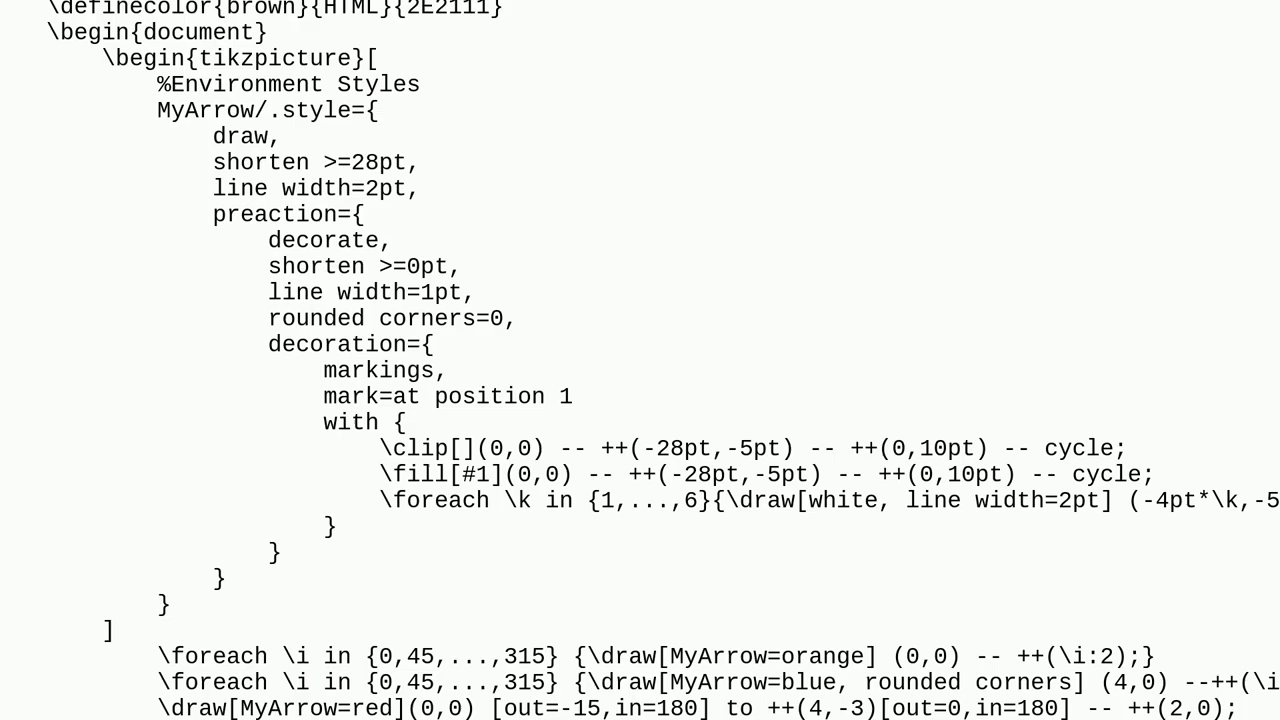 \definecolor{brown}{HTML}{2E2111}
\begin{document}
\begin{tikzpicture}[
%Environment Styles
MyArrow/.style={
draw,
shorten >=28pt,
line width=2pt,
preaction={
decorate,
shorten >=0pt,
line width=1pt,
rounded corners=0,
decoration={
markings,
mark=at position 1
with {
\clip[](0,0) -- ++(-28pt,-5pt) -- ++(0,10pt) -- cycle;
\fill[#1](0,0) -- ++(-28pt,-5pt) -- ++(0,10pt) -- cycle;
\foreach \k in {1,...,6}{\draw[white, line width=2pt] (-4pt*\k,-5
}
}
}
}
]
\foreach \i in {0,45,...,315} {\draw[MyArrow=orange] (0,0) -- ++(\i:2);}
\foreach \i in {0,45,...,315} {\draw[MyArrow=blue, rounded corners] (4,0) --++(\i
\draw[MyArrow=red](0,0) [out=-15,in=180] to ++(4,-3)[out=0,in=180] -- ++(2,0);